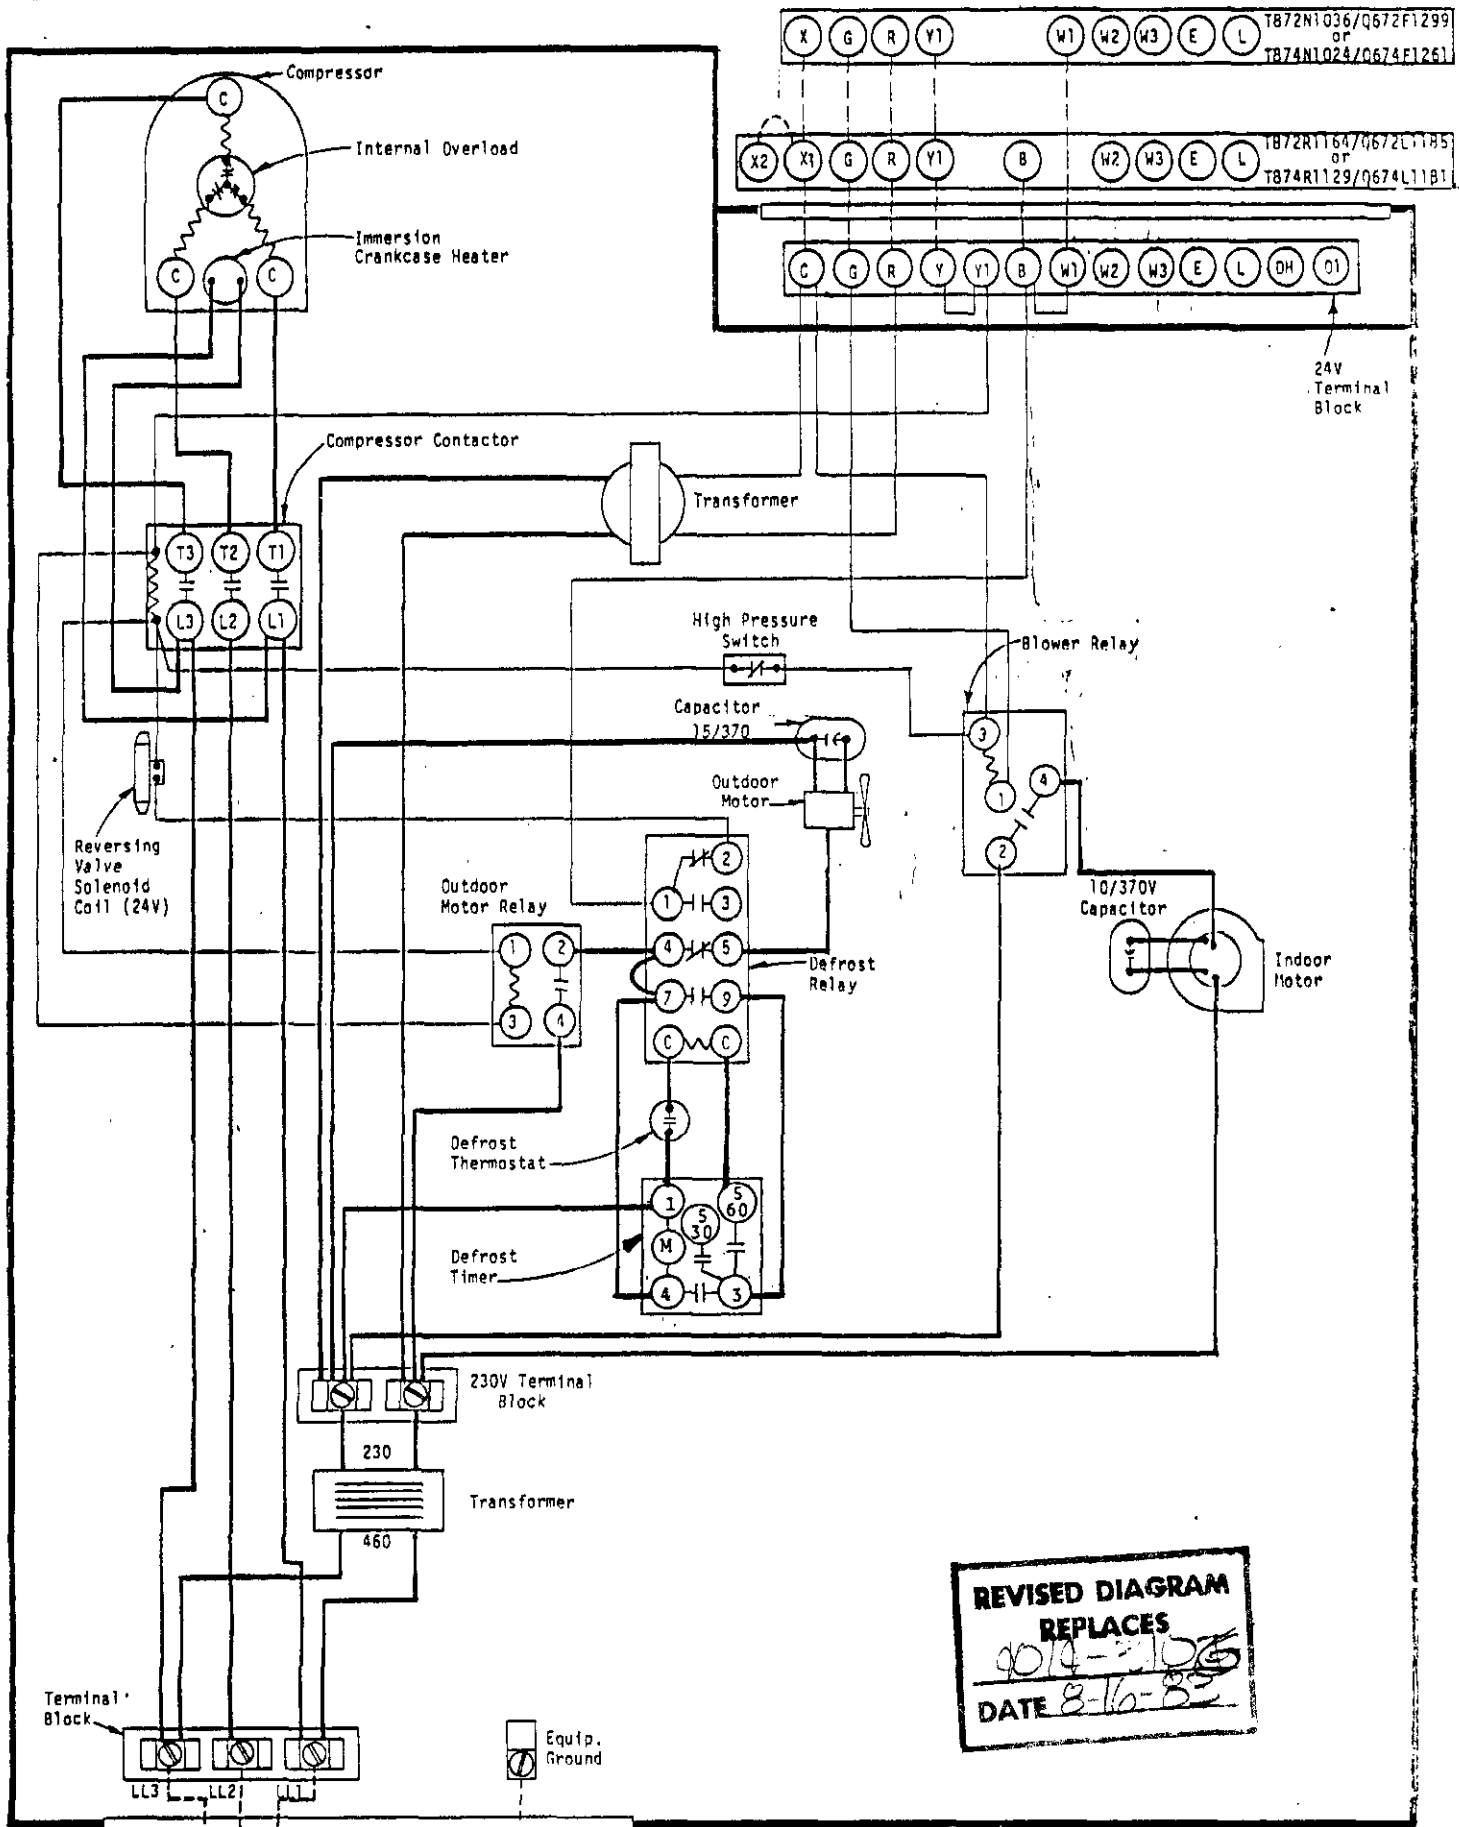 X G R Y1 W1 W2 W3 E L
T872N1036/Q672F1299
or
T874N1024/Q674F1261
X2 X1 G R Y1 B W2 W3 E L
T872R1164/Q672L1185
or
T874R1129/Q674L1181
C G R Y Y1 B W1 W2 W3 E L DH O1
24V
Terminal
Block
Compressor
C
Internal Overload
Immersion
Crankcase Heater
C C
Compressor Contactor
T3 T2 T1
L3 L2 L1
Transformer
High Pressure
Switch
Blower Relay
3
1
4
2
Capacitor
15/370
Outdoor
Motor
Reversing
Valve
Solenoid
Coil (24V)
Outdoor
Motor Relay
1 2
3 4
2
1 3
4 5
7 9
C C
Defrost
Relay
10/370V
Capacitor
Indoor
Motor
Defrost
Thermostat
Defrost
Timer
1
5
30
5
60
M
4 3
230V Terminal
Block
230
Transformer
460
Terminal
Block
LL3 LL2 LL1
Equip.
Ground
REVISED DIAGRAM
REPLACES
DATE 8-16-82